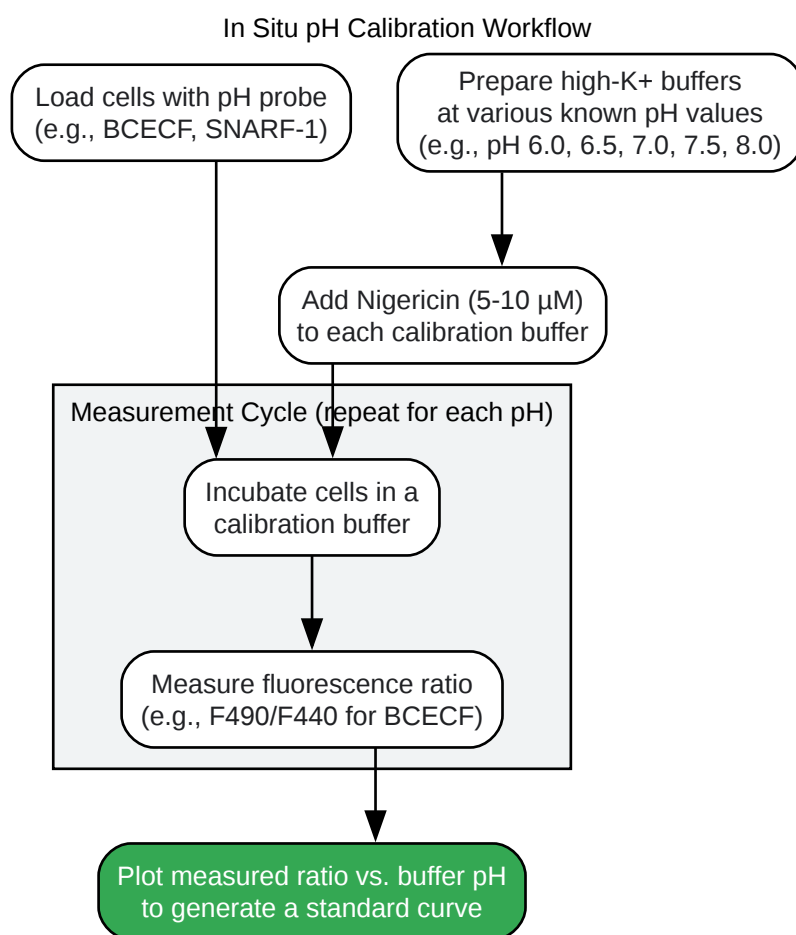 In Situ pH Calibration Workflow
Load cells with pH probe
(e.g., BCECF, SNARF-1)
Prepare high-K+ buffers
at various known pH values
(e.g., pH 6.0, 6.5, 7.0, 7.5, 8.0)
Add Nigericin (5-10 µM)
to each calibration buffer
Measurement Cycle (repeat for each pH)
Incubate cells in a
calibration buffer
Measure fluorescence ratio
(e.g., F490/F440 for BCECF)
Plot measured ratio vs. buffer pH
to generate a standard curve